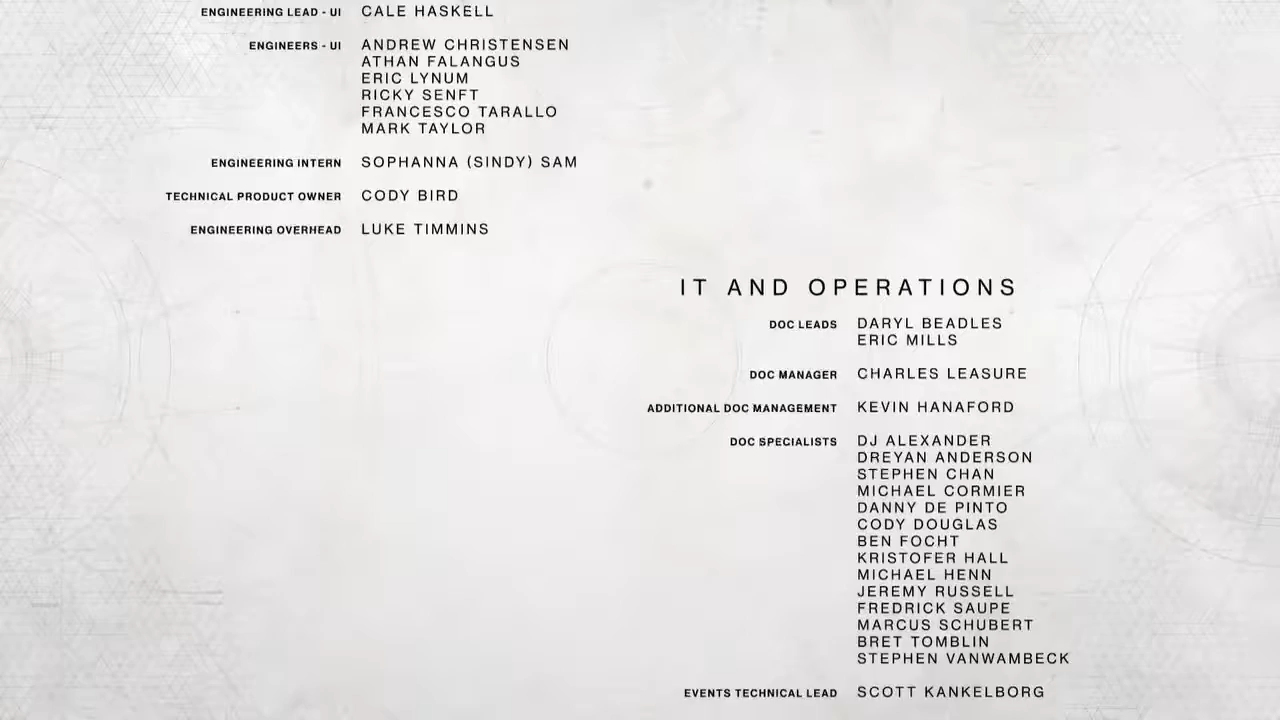 ENGINEERING LEAD - UI CALE HASKELL
ENGINEERS - UI ANDREW CHRISTENSEN
ATHAN FALANGUS
ERIC LYNUM
RICKY SENFT
FRANCESCO TARALLO
MARK TAYLOR
ENGINEERING INTERN SOPHANNA (SINDY) SAM
TECHNICAL PRODUCT OWNER CODY BIRD
ENGINEERING OVERHEAD LUKE TIMMINS
IT AND OPERATIONS
DOC LEADS DARYL BEADLES
ERIC MILLS
DOC MANAGER CHARLES LEASURE
ADDITIONAL DOC MANAGEMENT KEVIN HANAFORD
DOC SPECIALISTS DJ ALEXANDER
DREYAN ANDERSON
STEPHEN CHAN
MICHAEL CORMIER
DANNY DE PINTO
CODY DOUGLAS
BEN FOCHT
KRISTOFER HALL
MICHAEL HENN
JEREMY RUSSELL
FREDRICK SAUPE
MARCUS SCHUBERT
BRET TOMBLIN
STEPHEN VANWAMBECK
EVENTS TECHNICAL LEAD SCOTT KANKELBORG